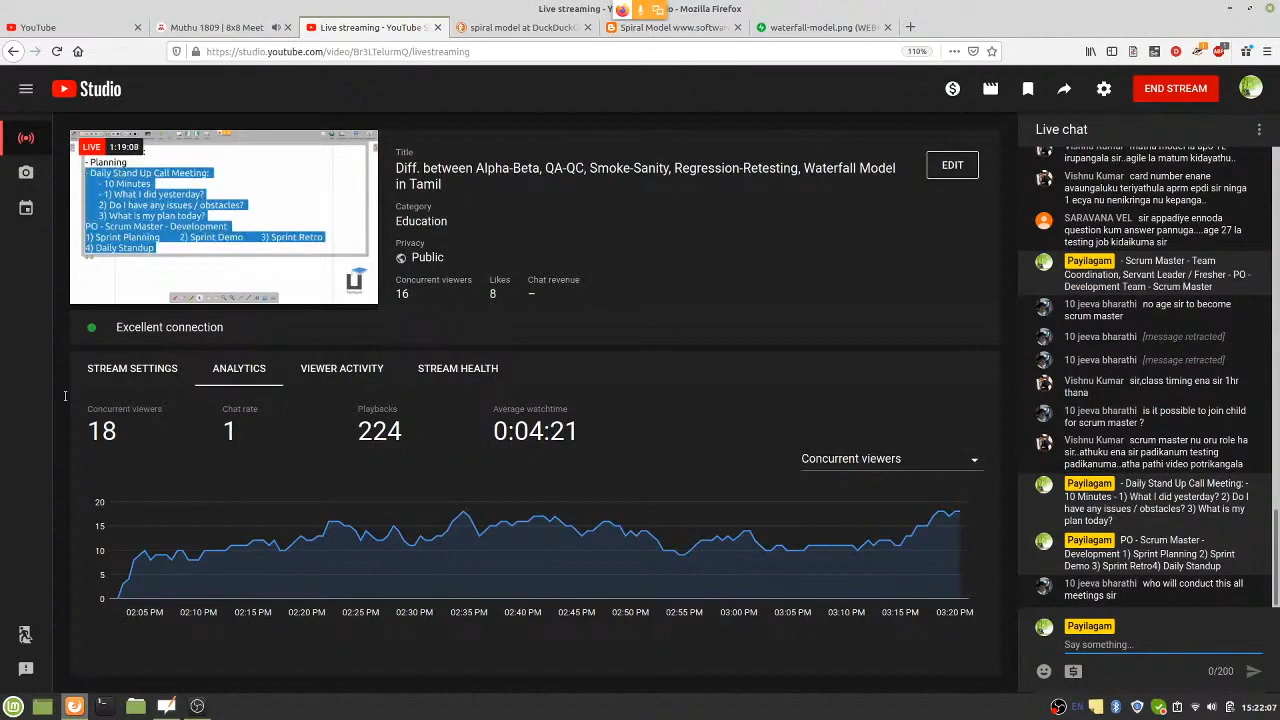 Live streaming - Y
o - Mozilla Firefox
YouTube
Muthu 1809 | 8x8 Meet
Live streaming - YouTube S
spiral model at DuckDuckG
Spiral Model www.softwar
waterfall-model.png (WEB
https://studio.youtube.com/video/Br3LTelurmQ/livestreaming
110%
Studio
END STREAM
LIVE 1:19:08
- Planning
- Daily Stand Up Call Meeting:
- 10 Minutes
- 1) What I did yesterday?
2) Do I have any issues / obstacles?
3) What is my plan today?
PO - Scrum Master - Development
1) Sprint Planning 2) Sprint Demo 3) Sprint Retro
4) Daily Standup
Payilagam
Title
Diff. between Alpha-Beta, QA-QC, Smoke-Sanity, Regression-Retesting, Waterfall Model
in Tamil
EDIT
Category
Education
Privacy
Public
Concurrent viewers Likes Chat revenue
16 8 –
Excellent connection
STREAM SETTINGS ANALYTICS VIEWER ACTIVITY STREAM HEALTH
Concurrent viewers Chat rate Playbacks Average watchtime
18 1 224 0:04:21
Concurrent viewers
20
15
10
5
0
02:05 PM 02:10 PM 02:15 PM 02:20 PM 02:25 PM 02:30 PM 02:35 PM 02:40 PM 02:45 PM 02:50 PM 02:55 PM 03:00 PM 03:05 PM 03:10 PM 03:15 PM 03:20 PM
Live chat
irupangala sir..agile la matum kidayathu..
Vishnu Kumar card number enane
avaungaluku teriyathula aprm epdi sir ninga
1 ecya nu nenikringa nu kepanga..
SARAVANA VEL sir appadiye ennoda
question kum answer pannuga....age 27 la
testing job kidaikuma sir
Payilagam - Scrum Master - Team
Coordination, Servant Leader / Fresher - PO -
Development Team - Scrum Master
10 jeeva bharathi no age sir to become
scrum master
10 jeeva bharathi [message retracted]
10 jeeva bharathi [message retracted]
Vishnu Kumar sir,class timing ena sir 1hr
thana
10 jeeva bharathi is it possible to join child
for scrum master ?
Vishnu Kumar scrum master nu oru role ha
sir..athuku ena sir padikanum testing
padikanuma..atha pathi video potrikangala
Payilagam - Daily Stand Up Call Meeting: -
10 Minutes - 1) What I did yesterday? 2) Do I
have any issues / obstacles? 3) What is my
plan today?
Payilagam PO - Scrum Master -
Development 1) Sprint Planning 2) Sprint
Demo 3) Sprint Retro4) Daily Standup
10 jeeva bharathi who will conduct this all
meetings sir
Payilagam
Say something...
0/200
EN
15:22:07